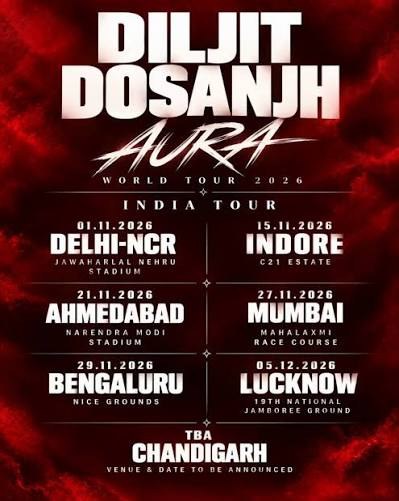 DILJIT
DOSANJH
AURA
WORLD TOUR 2026
INDIA TOUR
01.11.2026
DELHI-NCR
JAWAHARLAL NEHRU
STADIUM
15.11.2026
INDORE
C21 ESTATE
21.11.2026
AHMEDABAD
NARENDRA MODI
STADIUM
27.11.2026
MUMBAI
MAHALAXMI
RACE COURSE
29.11.2026
BENGALURU
NICE GROUNDS
05.12.2026
LUCKNOW
19TH NATIONAL
JAMBOREE GROUND
TBA
CHANDIGARH
VENUE & DATE TO BE ANNOUNCED